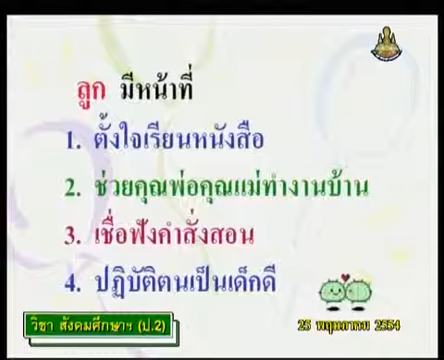 ลูก มีหน้าที่
1. ตั้งใจเรียนหนังสือ
2. ช่วยคุณพ่อคุณแม่ทำงานบ้าน
3. เชื่อฟังคำสั่งสอน
4. ปฏิบัติตนเป็นเด็กดี
วิชา สังคมศึกษาฯ (ป.2)
25 พฤษภาคม 2554